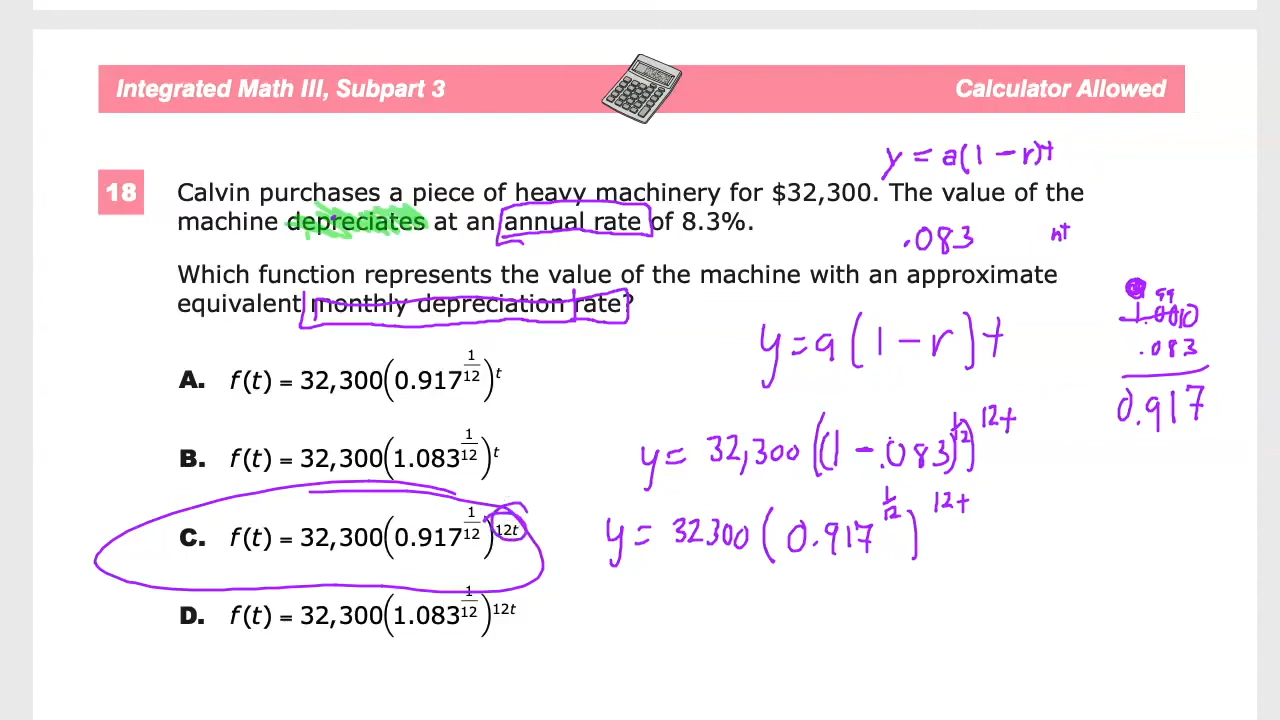 Integrated Math III, Subpart 3
Calculator Allowed
y = a(1 - r)t
18
Calvin purchases a piece of heavy machinery for $32,300. The value of the
machine depreciates at an annual rate of 8.3%.
.083
nt
Which function represents the value of the machine with an approximate
equivalent monthly depreciation rate?
99
1.0010
.083
0.917
y = a(1 - r)t
A. f(t) = 32,300(0.917^(1/12))^t
y = 32,300((1 - .083)^(1/12))^12t
B. f(t) = 32,300(1.083^(1/12))^t
C. f(t) = 32,300(0.917^(1/12))^12t
y = 32300(0.917^(1/12))^12t
D. f(t) = 32,300(1.083^(1/12))^12t